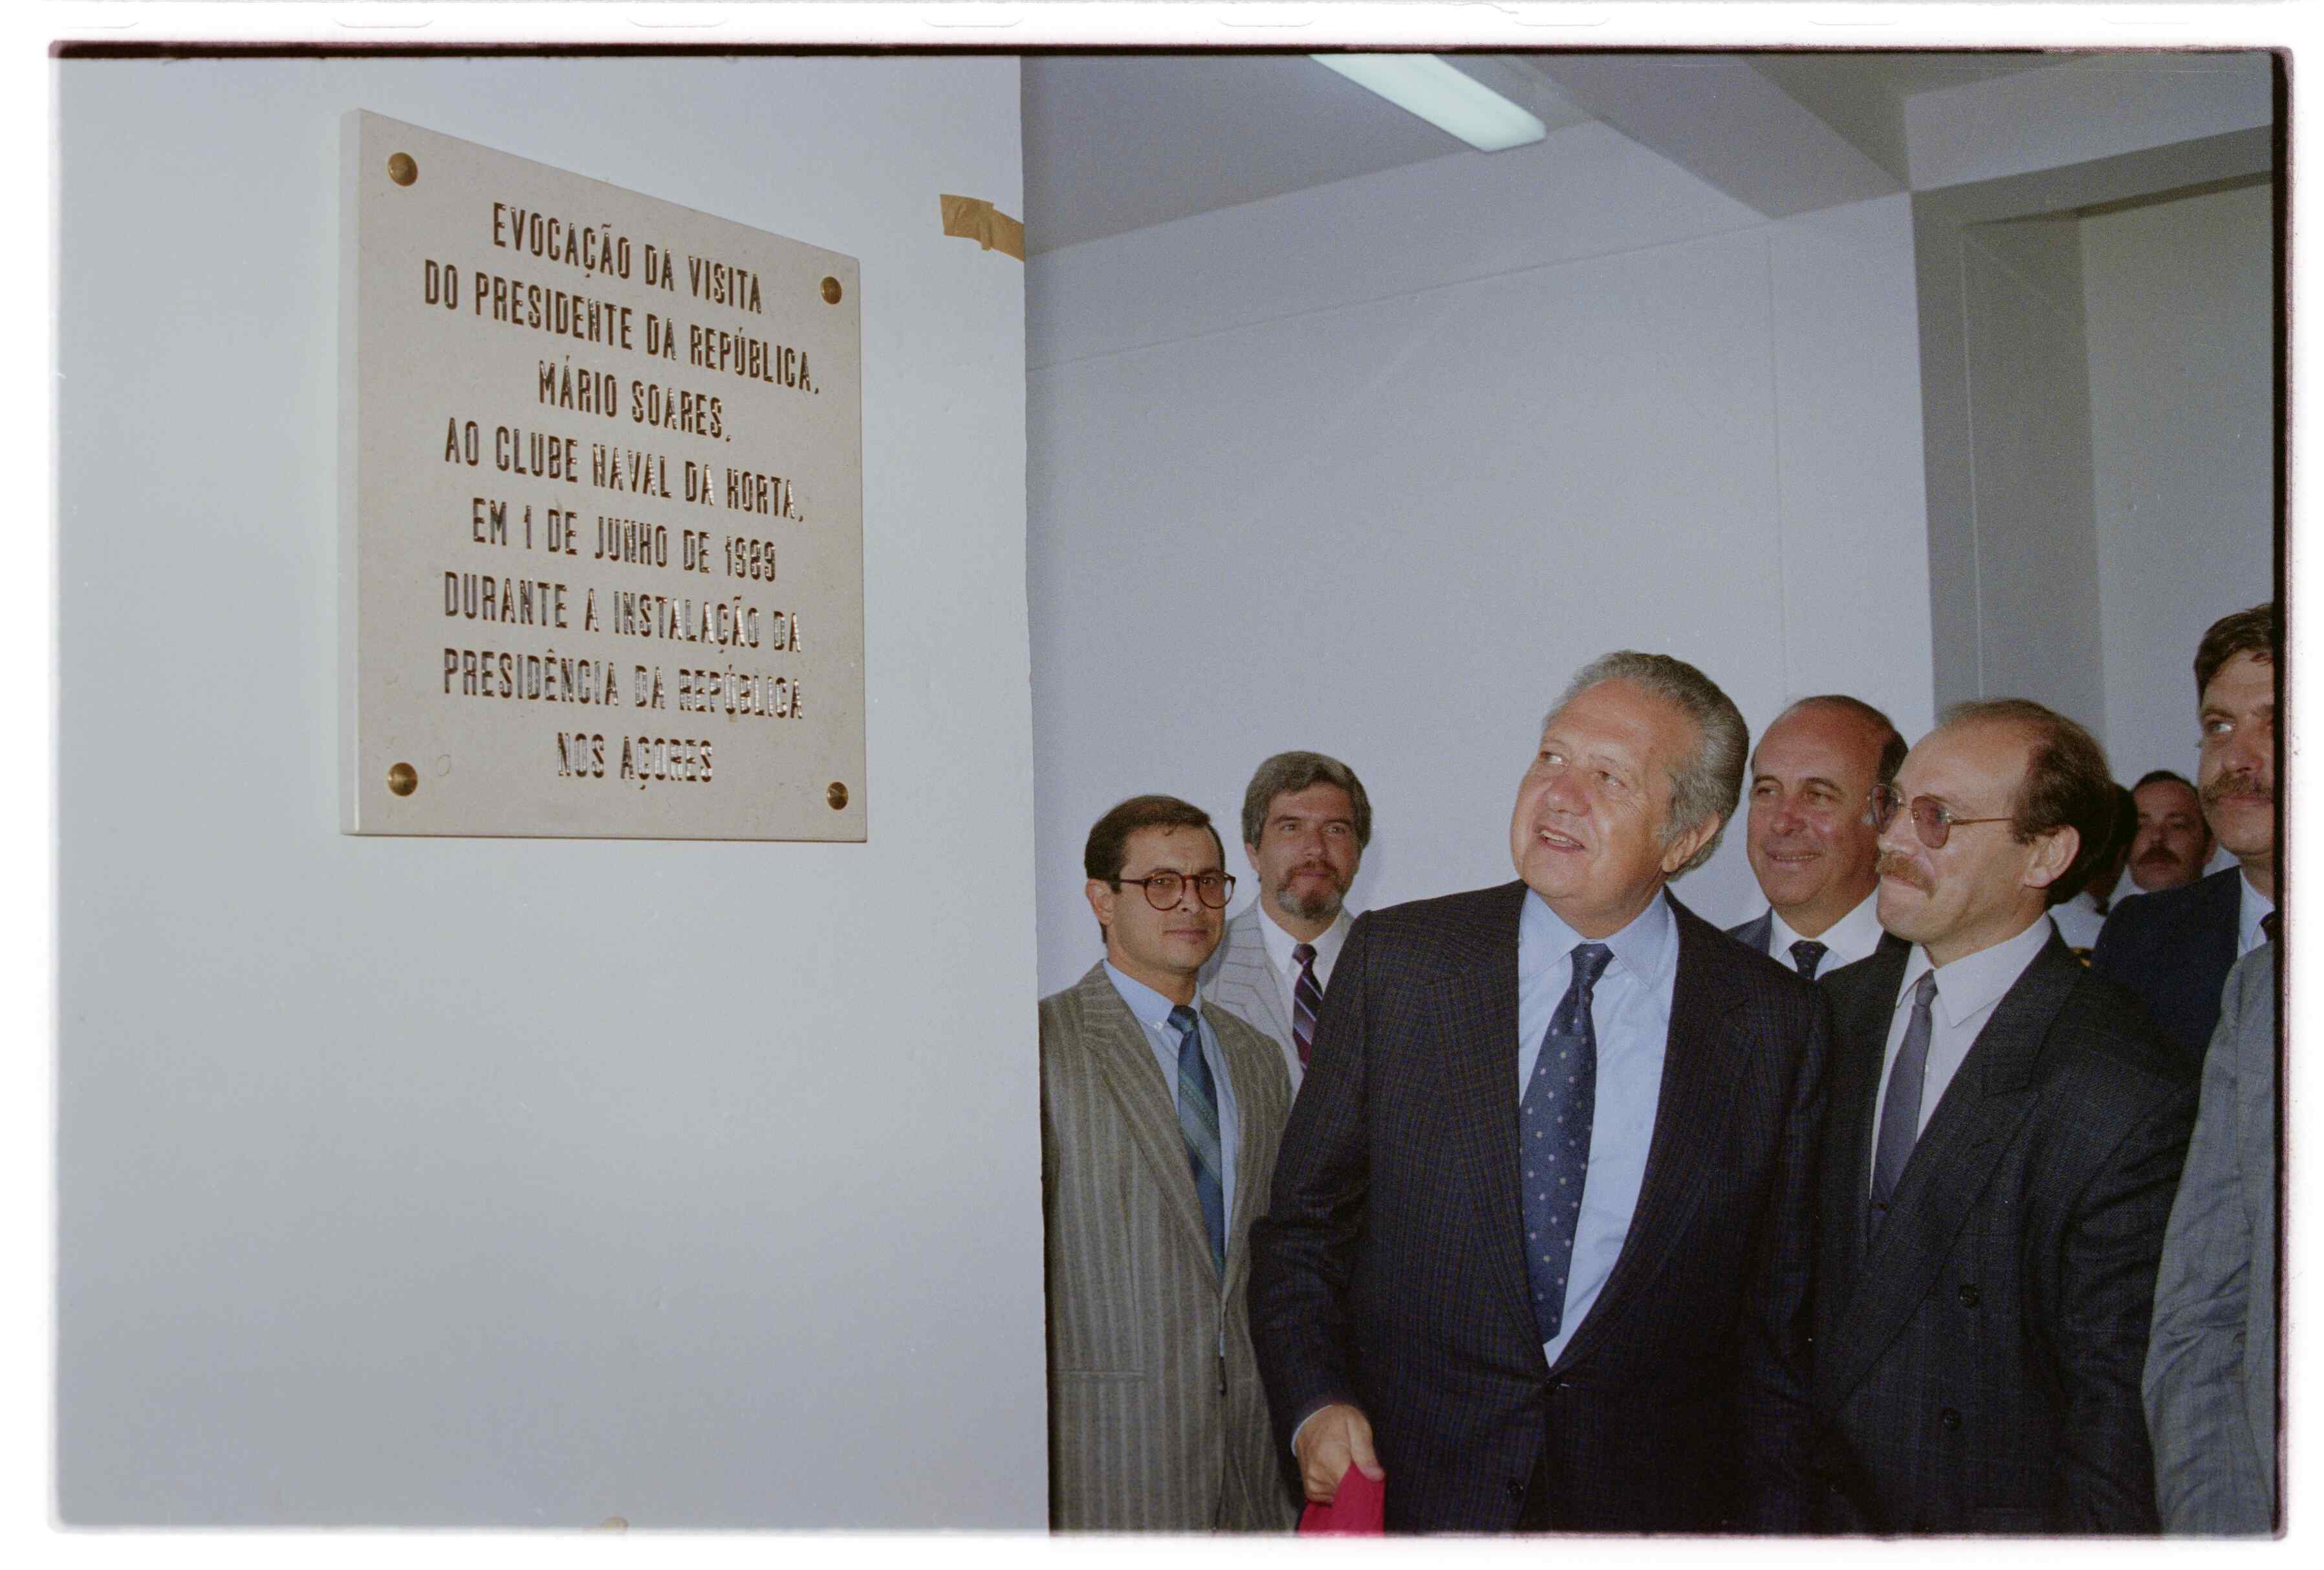 EVOCAÇÃO DA VISITA
DO PRESIDENTE DA REPÚBLICA,
MÁRIO SOARES,
AO CLUBE NAVAL DA HORTA,
EM 1 DE JUNHO DE 1989
DURANTE A INSTALAÇÃO DA
PRESIDÊNCIA DA REPÚBLICA
NOS AÇORES